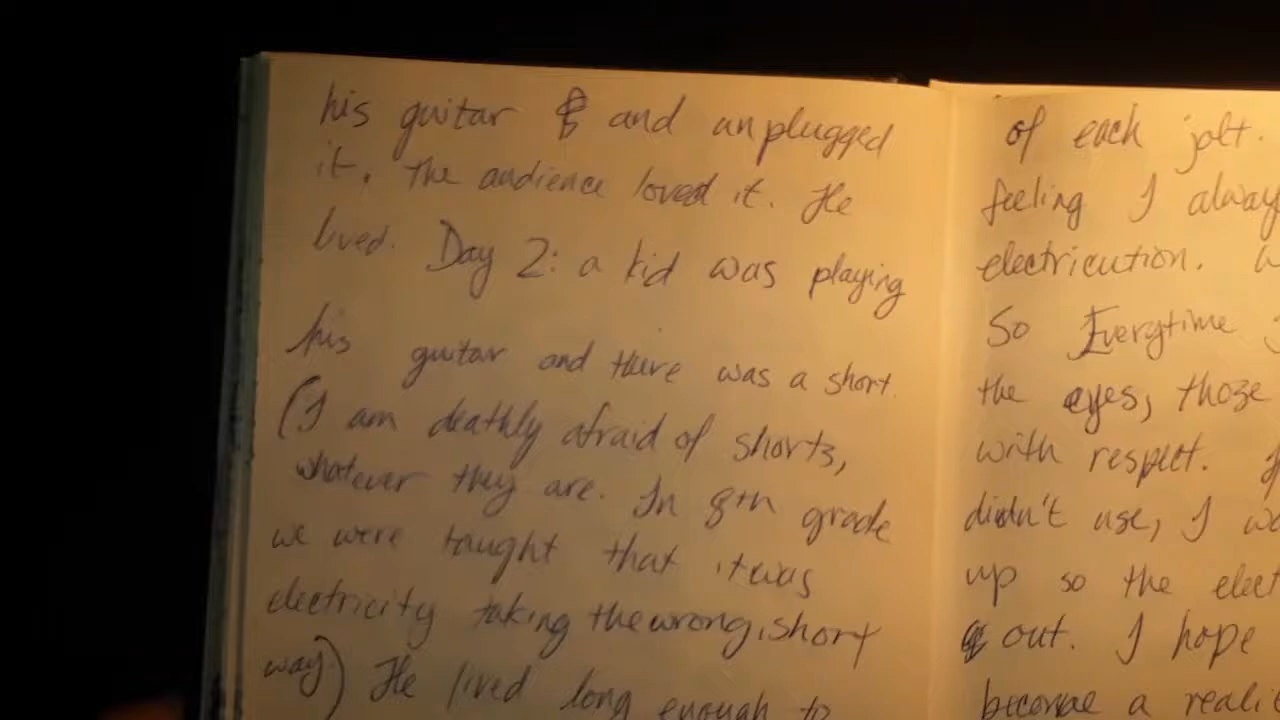 his guitar and unplugged
it. The audience loved it. He
lived. Day 2: a kid was playing
his guitar and there was a short.
(I am deathly afraid of shorts,
whatever they are. In 8th grade
we were taught that it was
electricity taking the wrong, short
way) He lived long enough to
of each jolt.
feeling I always
electricution.
So Everytime
the eyes, those
with respect.
didn't use, I
up so the elect
out. I hope
become a reali